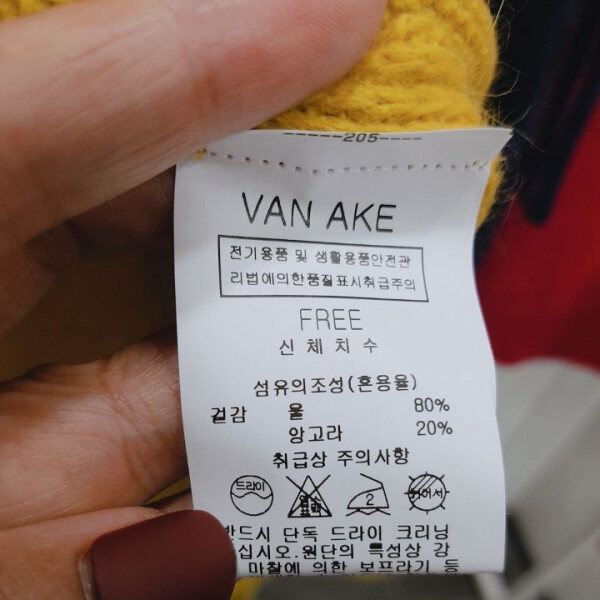 -----205----
VAN AKE
전기용품 및 생활용품안전관
리법에의한품질표시취급주의
FREE
신체치수
섬유의조성(혼용율)
겉감 울 80%
앙고라 20%
취급상 주의사항
드라이 염소 2
반드시 단독 드라이 크리닝
하십시오.원단의 특성상 강
마찰에 의한 보프라기 등